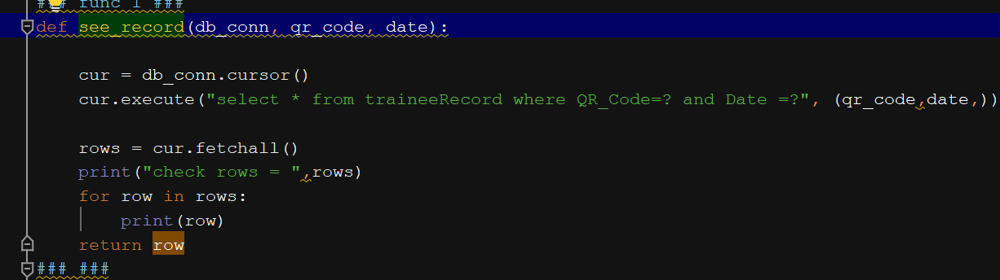 ### func 1 ###
def see_record(db_conn, qr_code, date):
cur = db_conn.cursor()
cur.execute("select * from traineeRecord where QR_Code=? and Date =?", (qr_code,date,))
rows = cur.fetchall()
print("check rows = ",rows)
for row in rows:
print(row)
return row
### ###